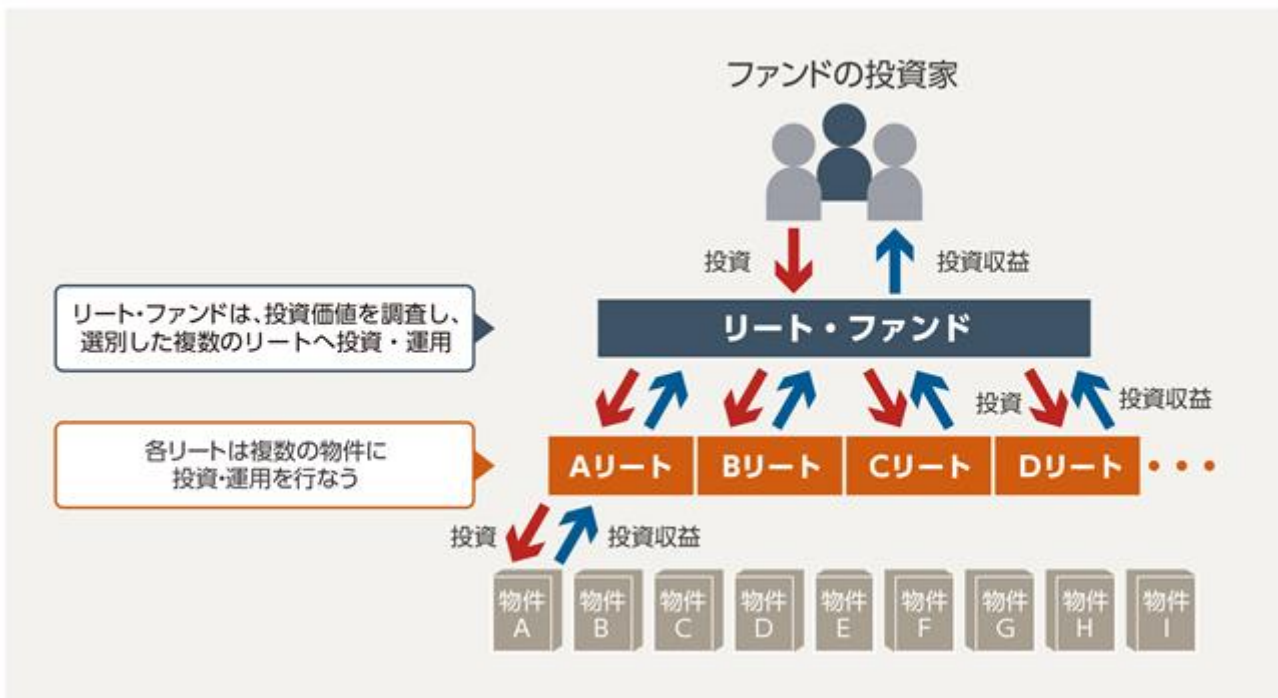 ファンドの投資家
投資
投資収益
リート・ファンドは、投資価値を調査し、
選別した複数のリートへ投資・運用
リート・ファンド
投資
投資収益
各リートは複数の物件に
投資・運用を行なう
Aリート
Bリート
Cリート
Dリート
・・・
投資
投資収益
物件
A
物件
B
物件
C
物件
D
物件
E
物件
F
物件
G
物件
H
物件
I